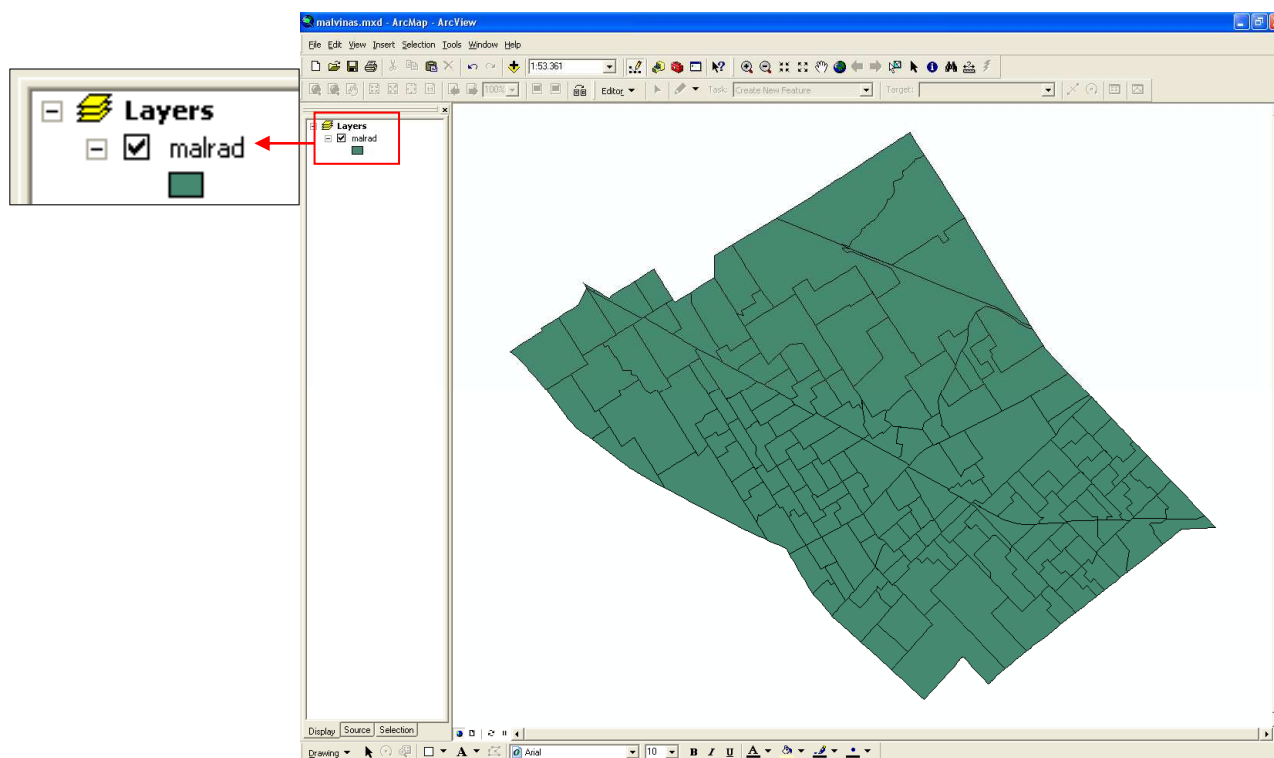 malvinas.mxd - ArcMap - ArcView
File Edit View Insert Selection Tools Window Help
1:53.361
100% Editor Task: Create New Feature Target:
Layers
malrad
Layers
malrad
Display Source Selection
Drawing A Arial 10 B I U A